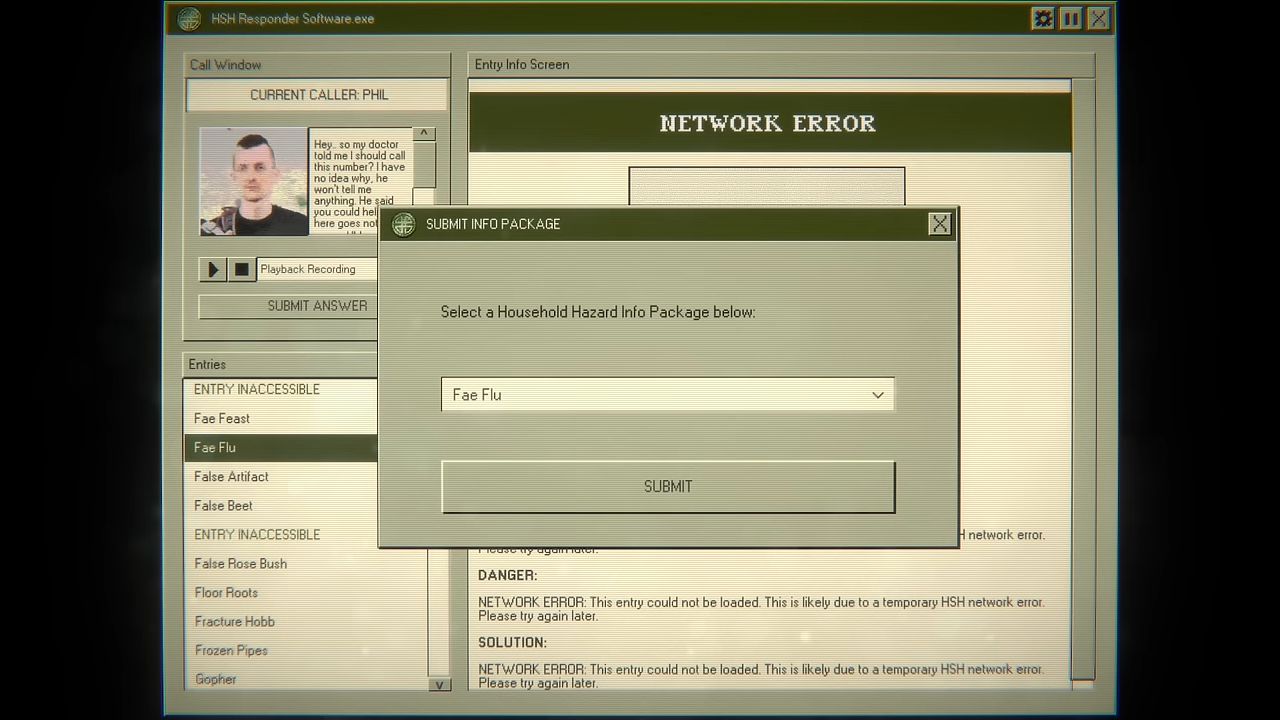 HSH Responder Software.exe
Call Window
CURRENT CALLER: PHIL
Hey.. so my doctor
told me I should call
this number? I have
no idea why, he
won't tell me
anything. He said
you could hel
here goes not
Playback Recording
SUBMIT ANSWER
Entries
ENTRY INACCESSIBLE
Fae Feast
Fae Flu
False Artifact
False Beet
ENTRY INACCESSIBLE
False Rose Bush
Floor Roots
Fracture Hobb
Frozen Pipes
Gopher
Entry Info Screen
NETWORK ERROR
SUBMIT INFO PACKAGE
Select a Household Hazard Info Package below:
Fae Flu
SUBMIT
H network error.
Please try again later.
DANGER:
NETWORK ERROR: This entry could not be loaded. This is likely due to a temporary HSH network error.
Please try again later.
SOLUTION:
NETWORK ERROR: This entry could not be loaded. This is likely due to a temporary HSH network error.
Please try again later.